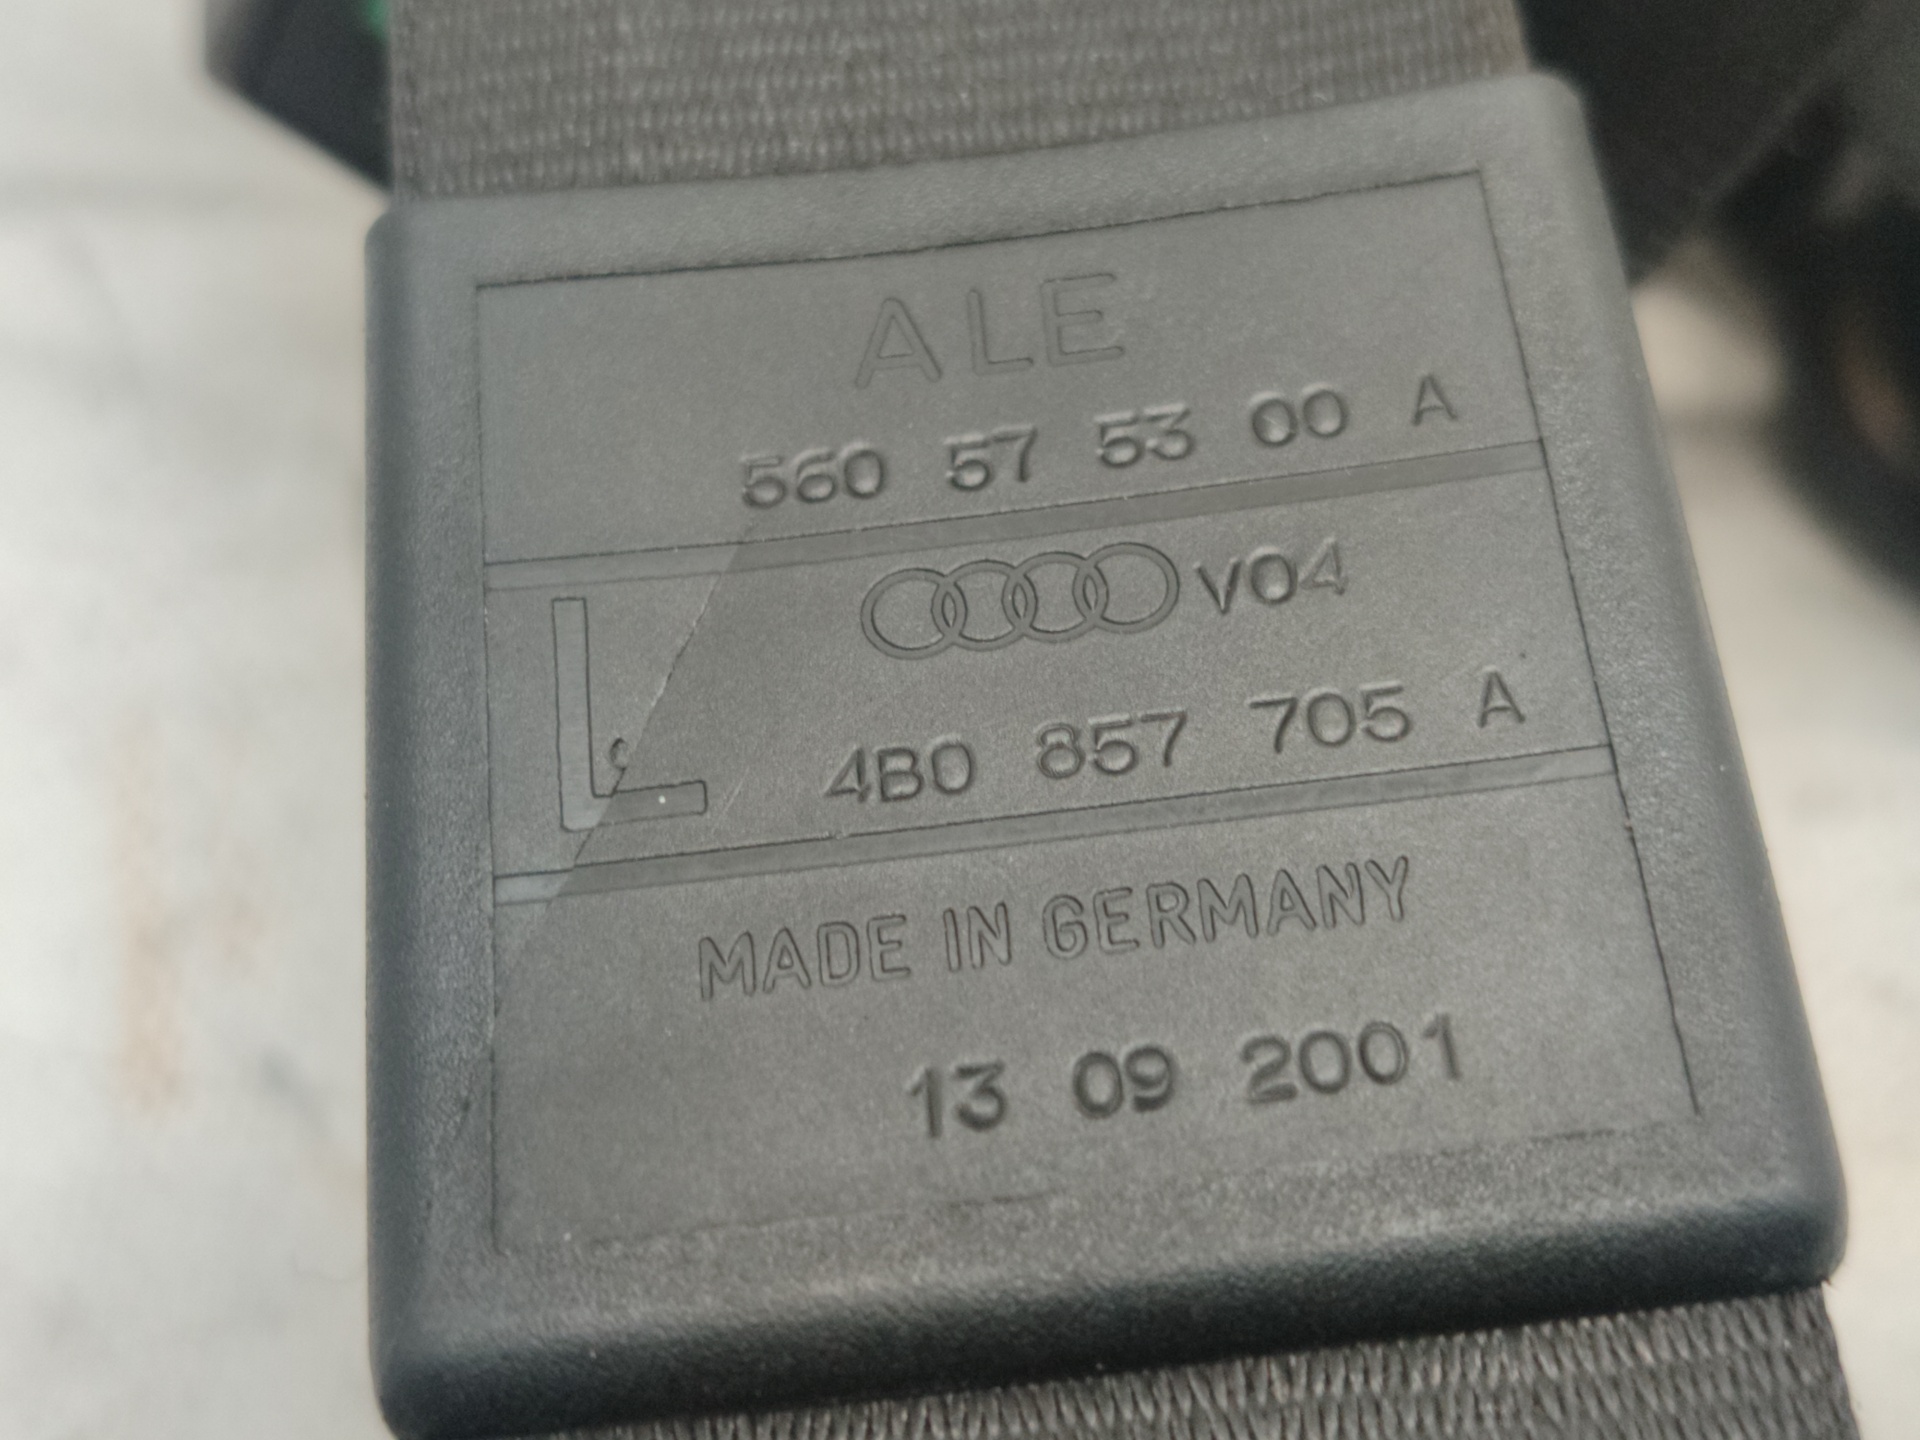 ALE
560 57 53 00 A
V04
L
4B0 857 705 A
MADE IN GERMANY
13 09 2001